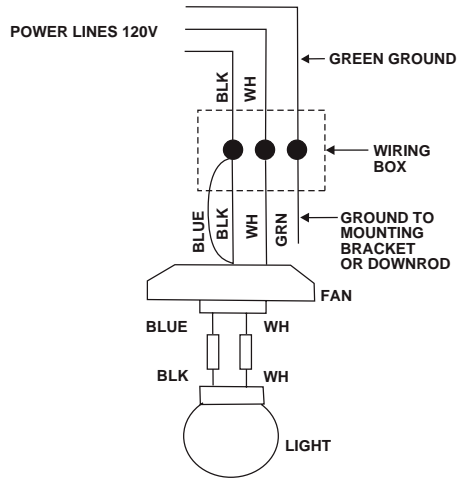 POWER LINES 120V
GREEN GROUND
BLK
WH
WIRING
BOX
BLUE
BLK
WH
GRN
GROUND TO
MOUNTING
BRACKET
OR DOWNROD
FAN
BLUE
WH
BLK
WH
LIGHT